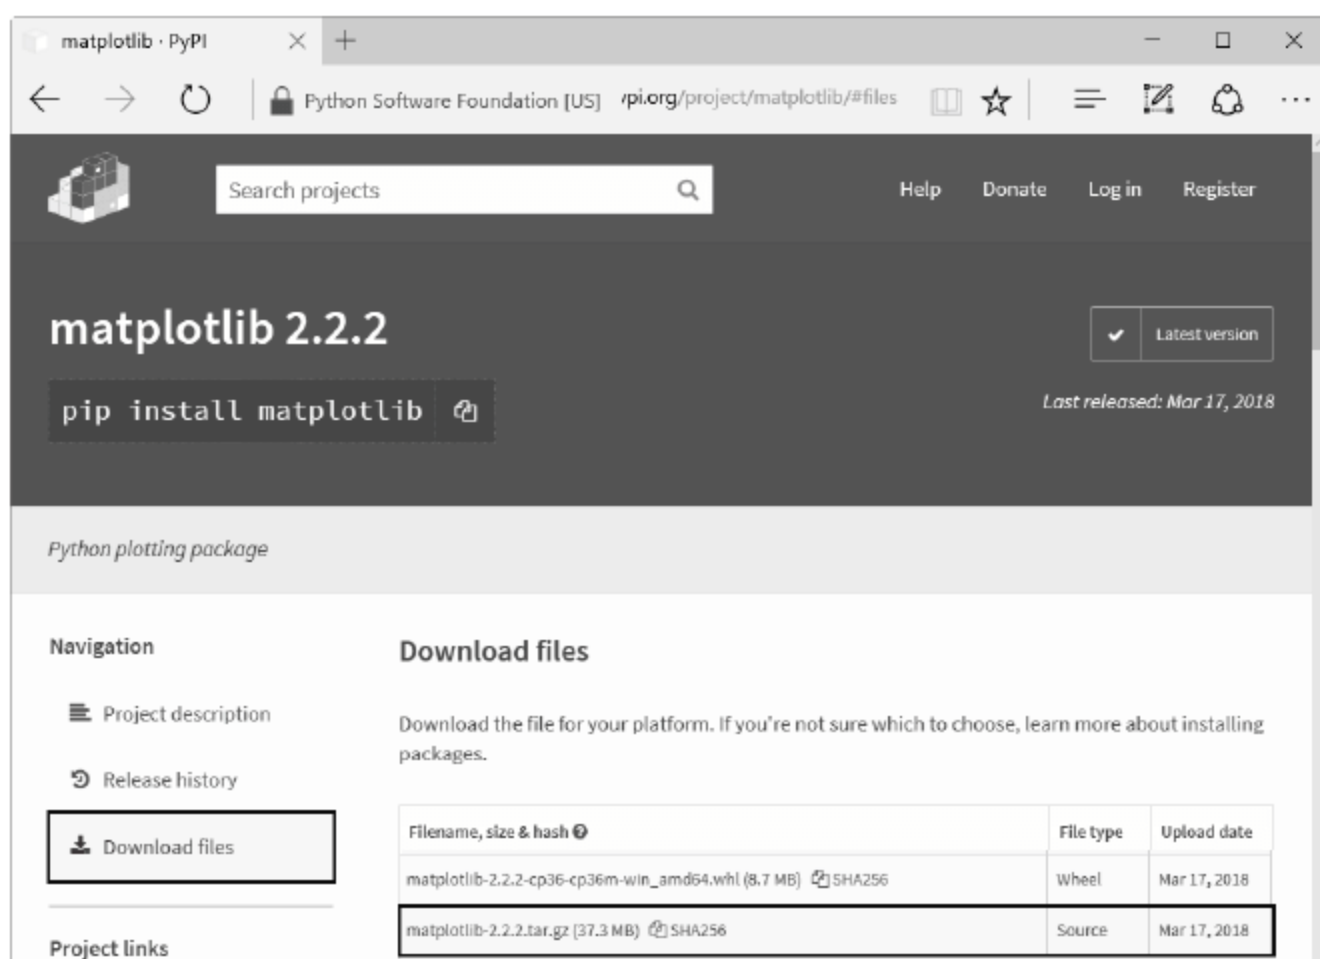 matplotlib · PyPI
Python Software Foundation [US] pi.org/project/matplotlib/#files
Search projects
Help Donate Log in Register
matplotlib 2.2.2
Latest version
pip install matplotlib
Last released: Mar 17, 2018
Python plotting package
Navigation
Project description
Release history
Download files
Project links
Download files
Download the file for your platform. If you're not sure which to choose, learn more about installing
packages.
Filename, size & hash File type Upload date
matplotlib-2.2.2-cp36-cp36m-win_amd64.whl (8.7 MB) SHA256 Wheel Mar 17, 2018
matplotlib-2.2.2.tar.gz (37.3 MB) SHA256 Source Mar 17, 2018